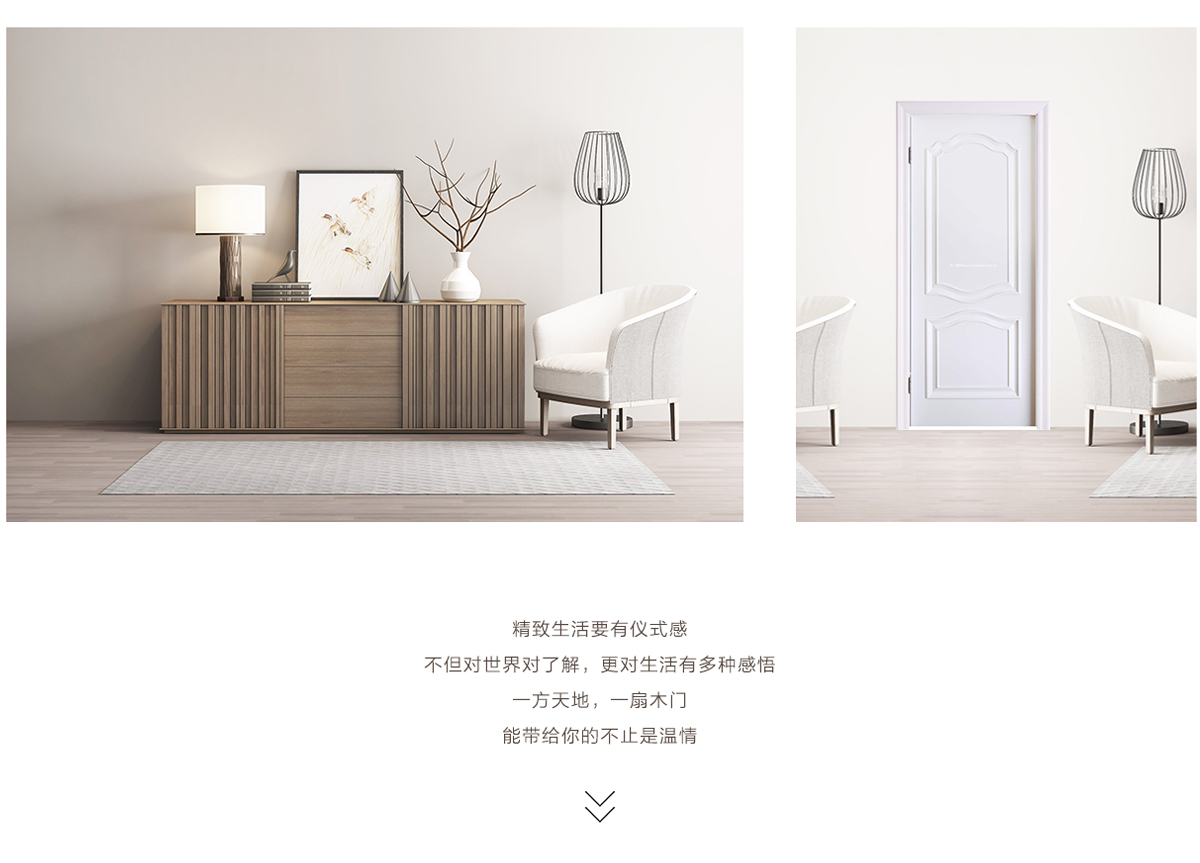 精致生活要有仪式感
不但对世界对了解，更对生活有多种感悟
一方天地，一扇木门
能带给你的不止是温情